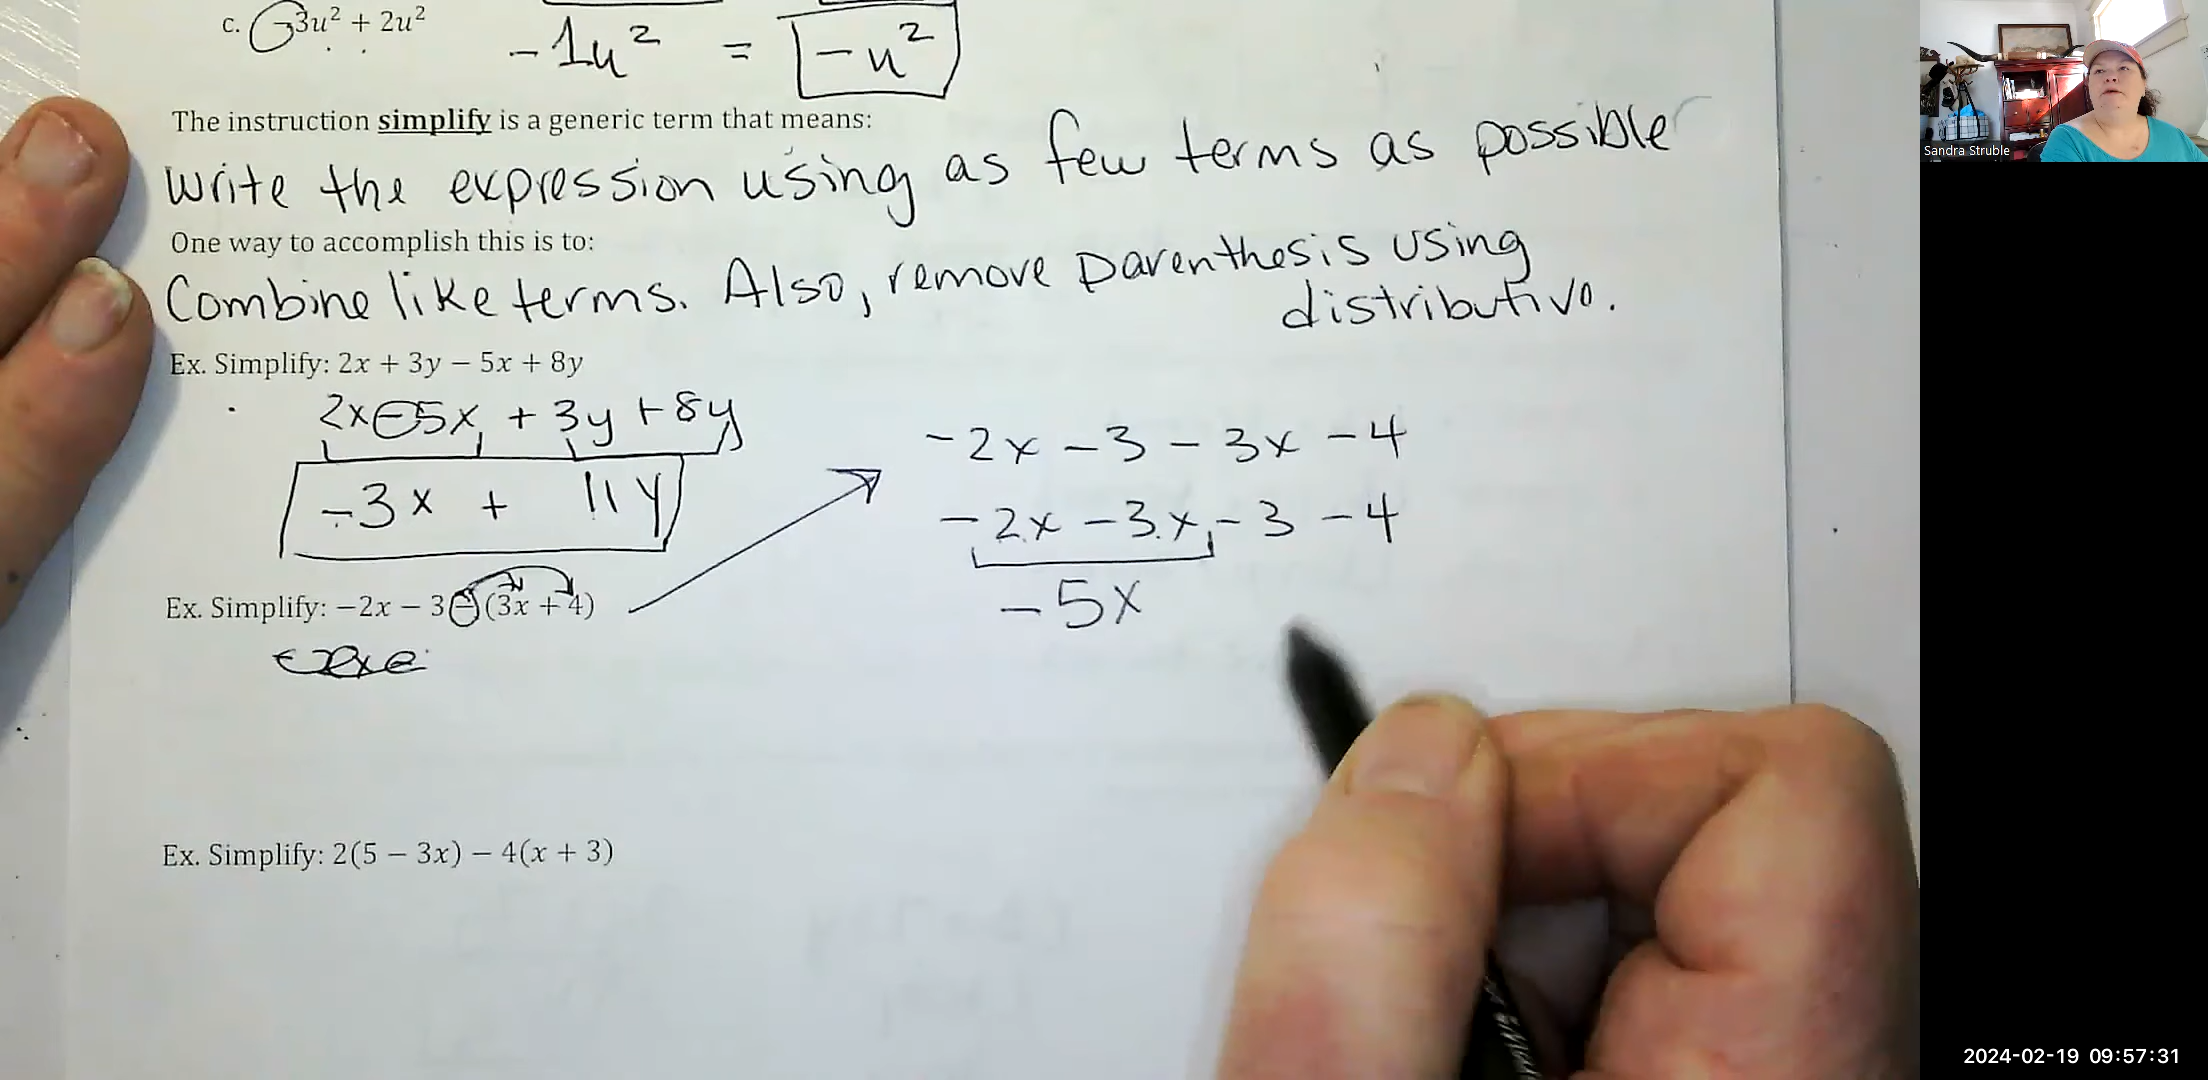 c. -3u² + 2u²
-1u² = -u²
The instruction simplify is a generic term that means:
write the expression using as few terms as possible
One way to accomplish this is to:
Combine like terms. Also, remove parenthesis using
distributive.
Ex. Simplify: 2x + 3y − 5x + 8y
2x - 5x + 3y + 8y
-3x + 11y
Ex. Simplify: −2x − 3 − (3x + 4)
-2x - 3 - 3x - 4
-2x - 3x - 3 - 4
-5x
Ex. Simplify: 2(5 − 3x) − 4(x + 3)
Sandra Struble
2024-02-19 09:57:31